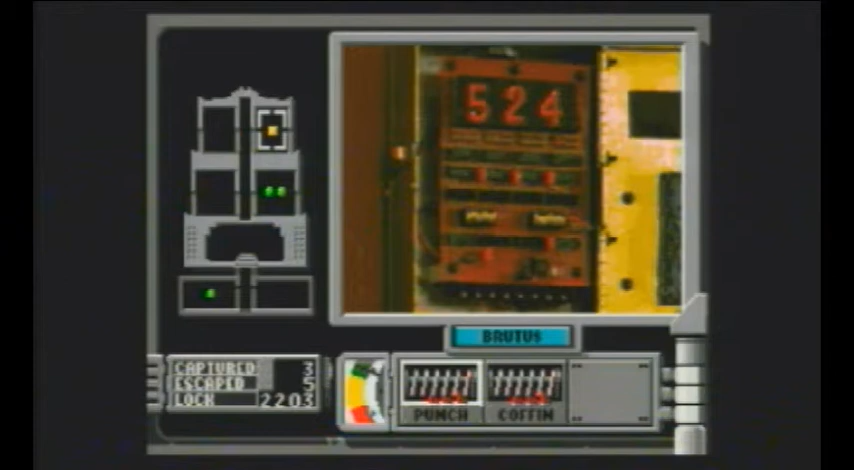 524
BRUTUS
CAPTURED 3
ESCAPED 5
LOCK 2203
PUNCH COFFIN